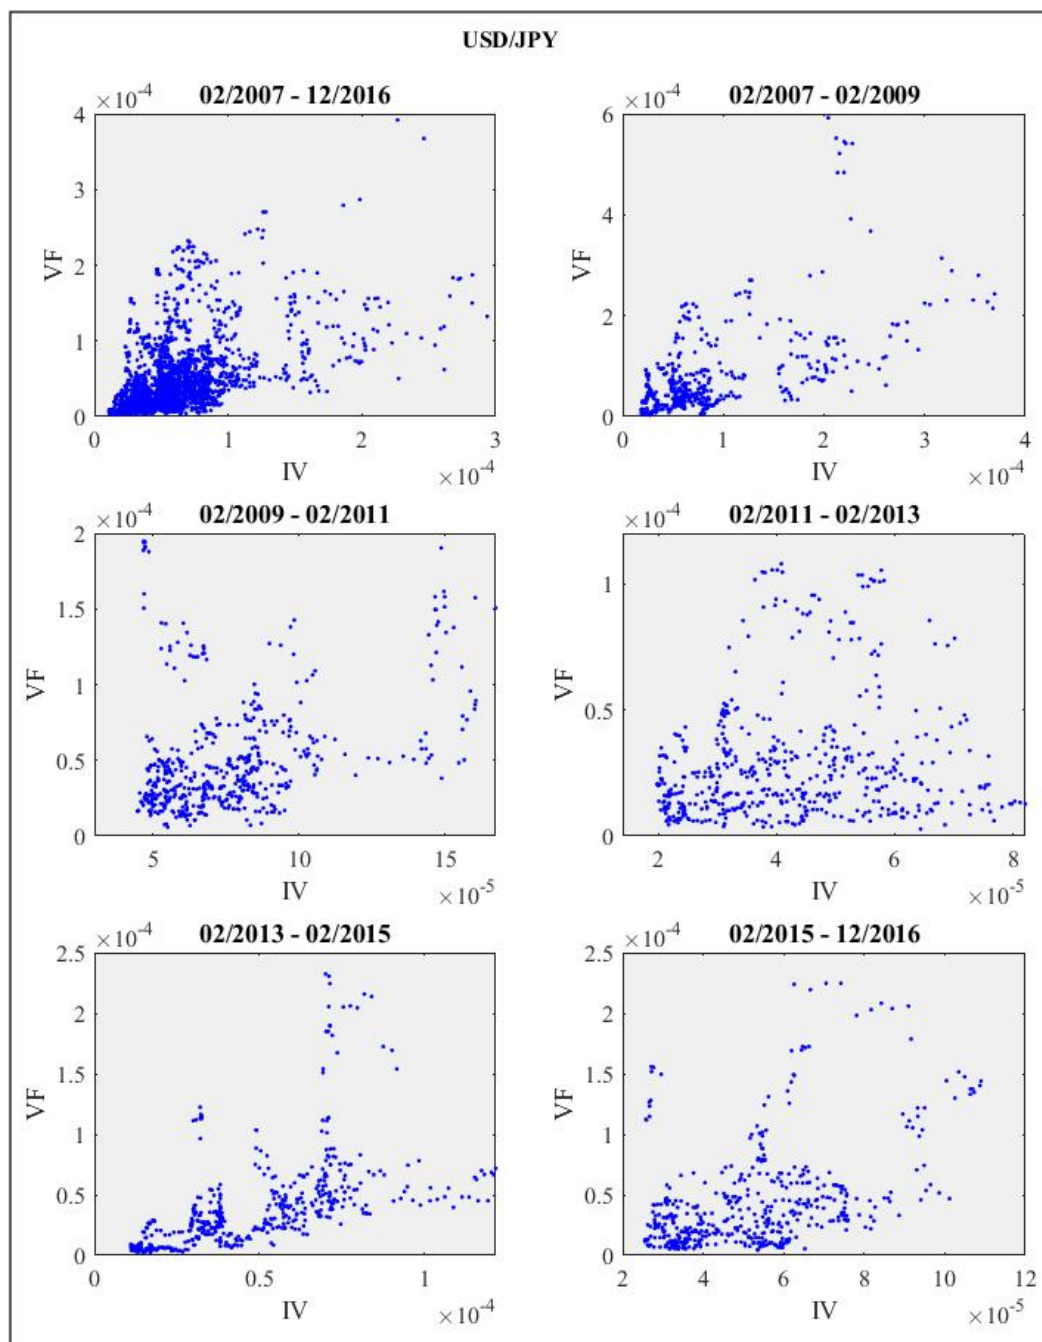 USD/JPY
×10⁻⁴ 02/2007 - 12/2016
4
3
2
1
0
VF
0 1 2 3
IV
×10⁻⁴
×10⁻⁴ 02/2007 - 02/2009
6
4
2
0
VF
0 1 2 3 4
IV
×10⁻⁴
×10⁻⁴ 02/2009 - 02/2011
2
1.5
1
0.5
0
VF
5 10 15
IV
×10⁻⁵
×10⁻⁴ 02/2011 - 02/2013
1
0.5
0
VF
2 4 6 8
IV
×10⁻⁵
×10⁻⁴ 02/2013 - 02/2015
2.5
2
1.5
1
0.5
0
VF
0 0.5 1
IV
×10⁻⁴
×10⁻⁴ 02/2015 - 12/2016
2.5
2
1.5
1
0.5
0
VF
2 4 6 8 10 12
IV
×10⁻⁵